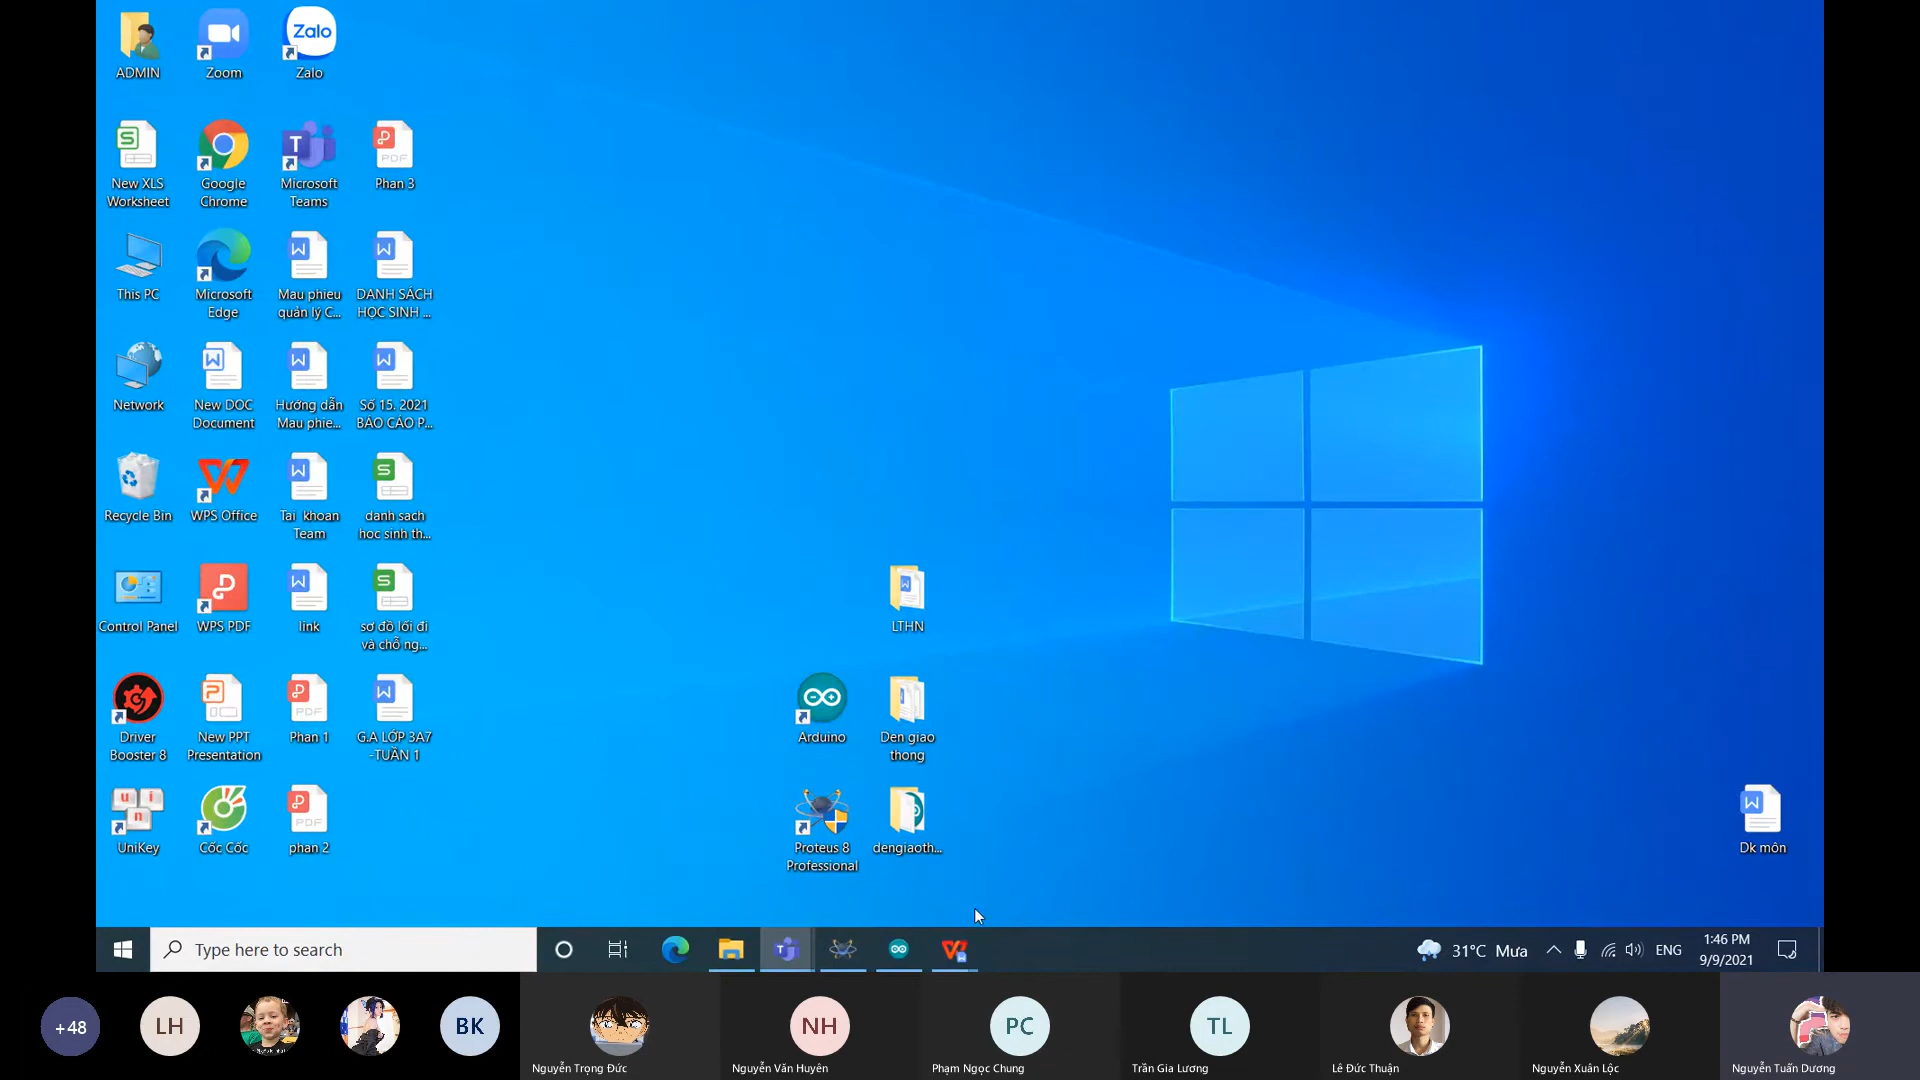 ADMIN
Zoom
Zalo
Zalo
New XLS
Worksheet
Google
Chrome
Microsoft
Teams
PDF
Phan 3
This PC
Microsoft
Edge
Mau phieu
quản lý C...
DANH SÁCH
HỌC SINH ...
Network
New DOC
Document
Hướng dẫn
Mau phie...
Số 15. 2021
BÁO CÁO P...
Recycle Bin
WPS Office
Tai khoan
Team
danh sach
hoc sinh th...
Control Panel
WPS PDF
link
sơ đồ lối đi
và chỗ ng...
LTHN
Driver
Booster 8
New PPT
Presentation
PDF
Phan 1
G.A LỚP 3A7
-TUẦN 1
Arduino
Den giao
thong
UniKey
Cốc Cốc
PDF
phan 2
Proteus 8
Professional
dengiaoth...
Dk môn
Type here to search
31°C Mưa
ENG
1:46 PM
9/9/2021
+48
LH
BK
NH
PC
TL
Nguyễn Trọng Đức
Nguyễn Văn Huyên
Phạm Ngọc Chung
Trần Gia Lương
Lê Đức Thuận
Nguyễn Xuân Lộc
Nguyễn Tuấn Dương